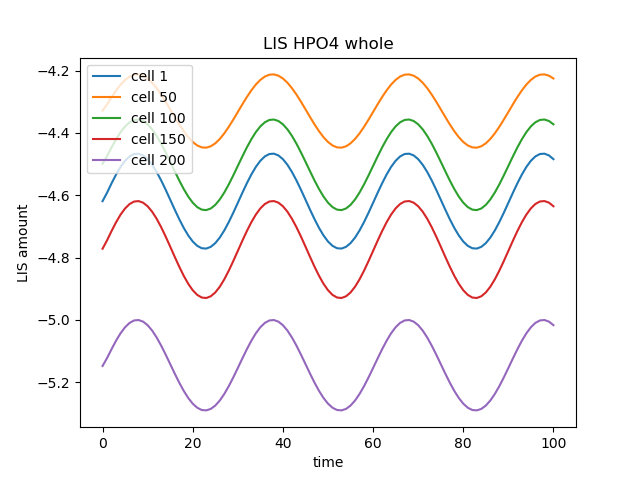 LIS HPO4 whole
cell 1
cell 50
cell 100
cell 150
cell 200
−4.2
−4.4
−4.6
−4.8
−5.0
−5.2
LIS amount
0 20 40 60 80 100
time